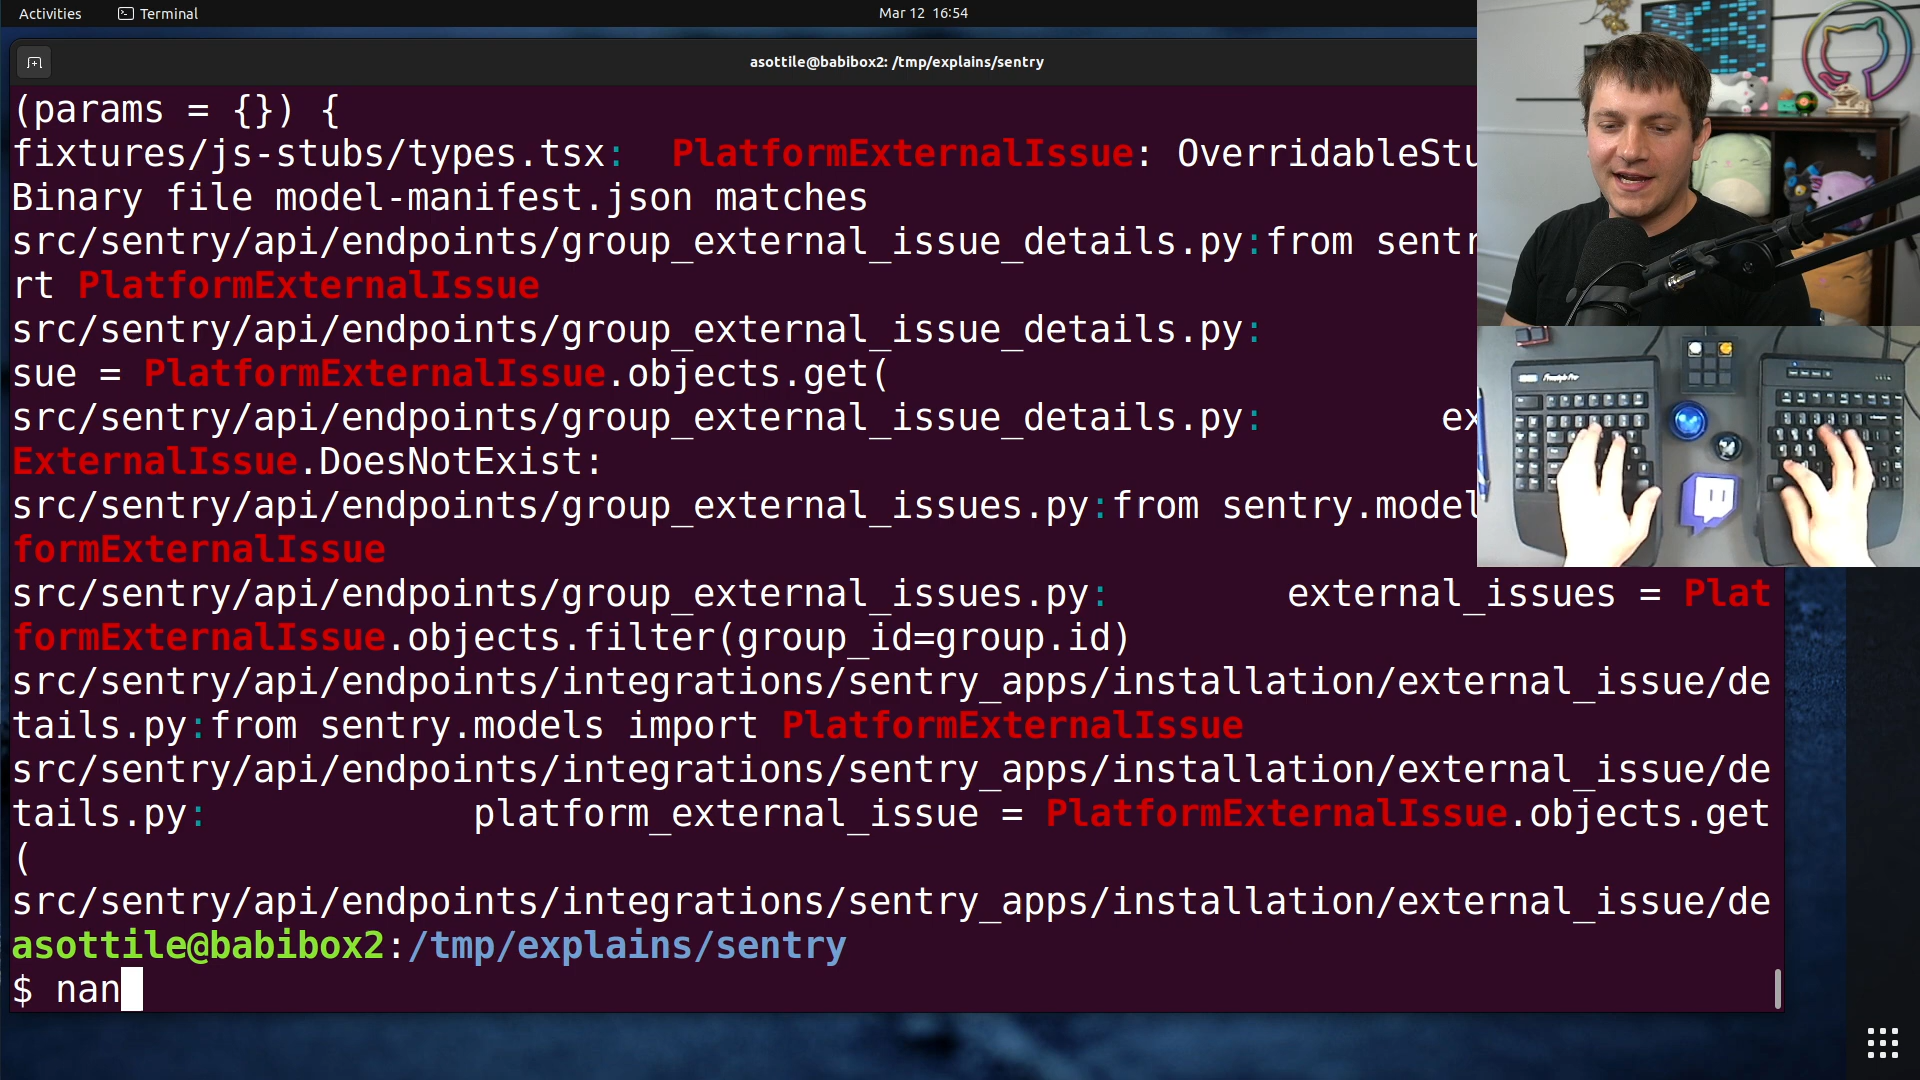 Activities
Terminal
Mar 12 16:54
asottile@babibox2: /tmp/explains/sentry
(params = {}) {
fixtures/js-stubs/types.tsx:  PlatformExternalIssue: OverridableStu
Binary file model-manifest.json matches
src/sentry/api/endpoints/group_external_issue_details.py:from sentr
rt PlatformExternalIssue
src/sentry/api/endpoints/group_external_issue_details.py:
sue = PlatformExternalIssue.objects.get(
src/sentry/api/endpoints/group_external_issue_details.py:        ex
ExternalIssue.DoesNotExist:
src/sentry/api/endpoints/group_external_issues.py:from sentry.model
formExternalIssue
src/sentry/api/endpoints/group_external_issues.py:        external_issues = Plat
formExternalIssue.objects.filter(group_id=group.id)
src/sentry/api/endpoints/integrations/sentry_apps/installation/external_issue/de
tails.py:from sentry.models import PlatformExternalIssue
src/sentry/api/endpoints/integrations/sentry_apps/installation/external_issue/de
tails.py:            platform_external_issue = PlatformExternalIssue.objects.get
(
src/sentry/api/endpoints/integrations/sentry_apps/installation/external_issue/de
asottile@babibox2:/tmp/explains/sentry
$ nan